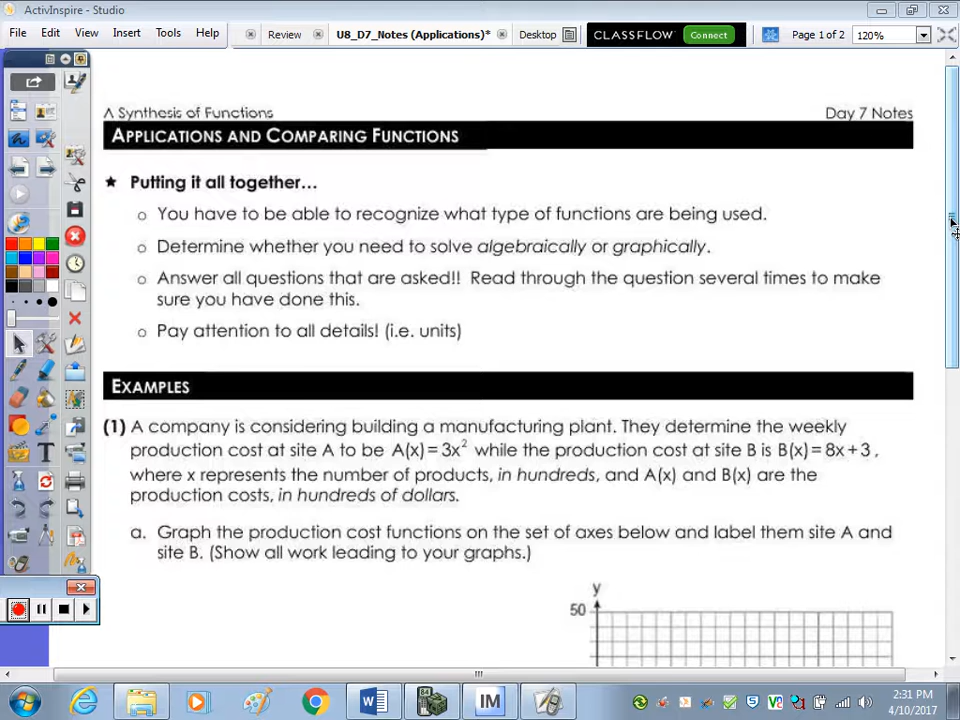 ActivInspire - Studio
File Edit View Insert Tools Help Review U8_D7_Notes (Applications)* Desktop CLASSFLOW Connect Page 1 of 2 120%
A Synthesis of Functions Day 7 Notes
APPLICATIONS AND COMPARING FUNCTIONS
★ Putting it all together…
o You have to be able to recognize what type of functions are being used.
o Determine whether you need to solve algebraically or graphically.
o Answer all questions that are asked!! Read through the question several times to make
sure you have done this.
o Pay attention to all details! (i.e. units)
EXAMPLES
(1) A company is considering building a manufacturing plant. They determine the weekly
production cost at site A to be A(x) = 3x² while the production cost at site B is B(x) = 8x + 3 ,
where x represents the number of products, in hundreds, and A(x) and B(x) are the
production costs, in hundreds of dollars.
a. Graph the production cost functions on the set of axes below and label them site A and
site B. (Show all work leading to your graphs.)
y
50
2:31 PM
4/10/2017